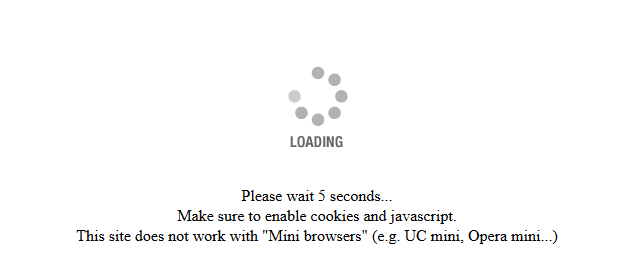 LOADING
Please wait 5 seconds...
Make sure to enable cookies and javascript.
This site does not work with "Mini browsers" (e.g. UC mini, Opera mini...)